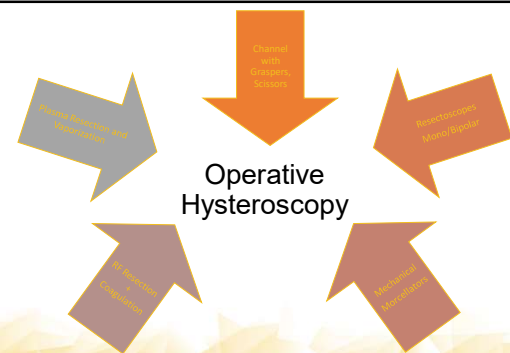 Channel
with
Graspers,
Scissors
Plasma Resection and
Vaporization
Resectoscopes
Mono/Bipolar
Operative
Hysteroscopy
RF Resection
+
Coagulation
Mechanical
Morcellators